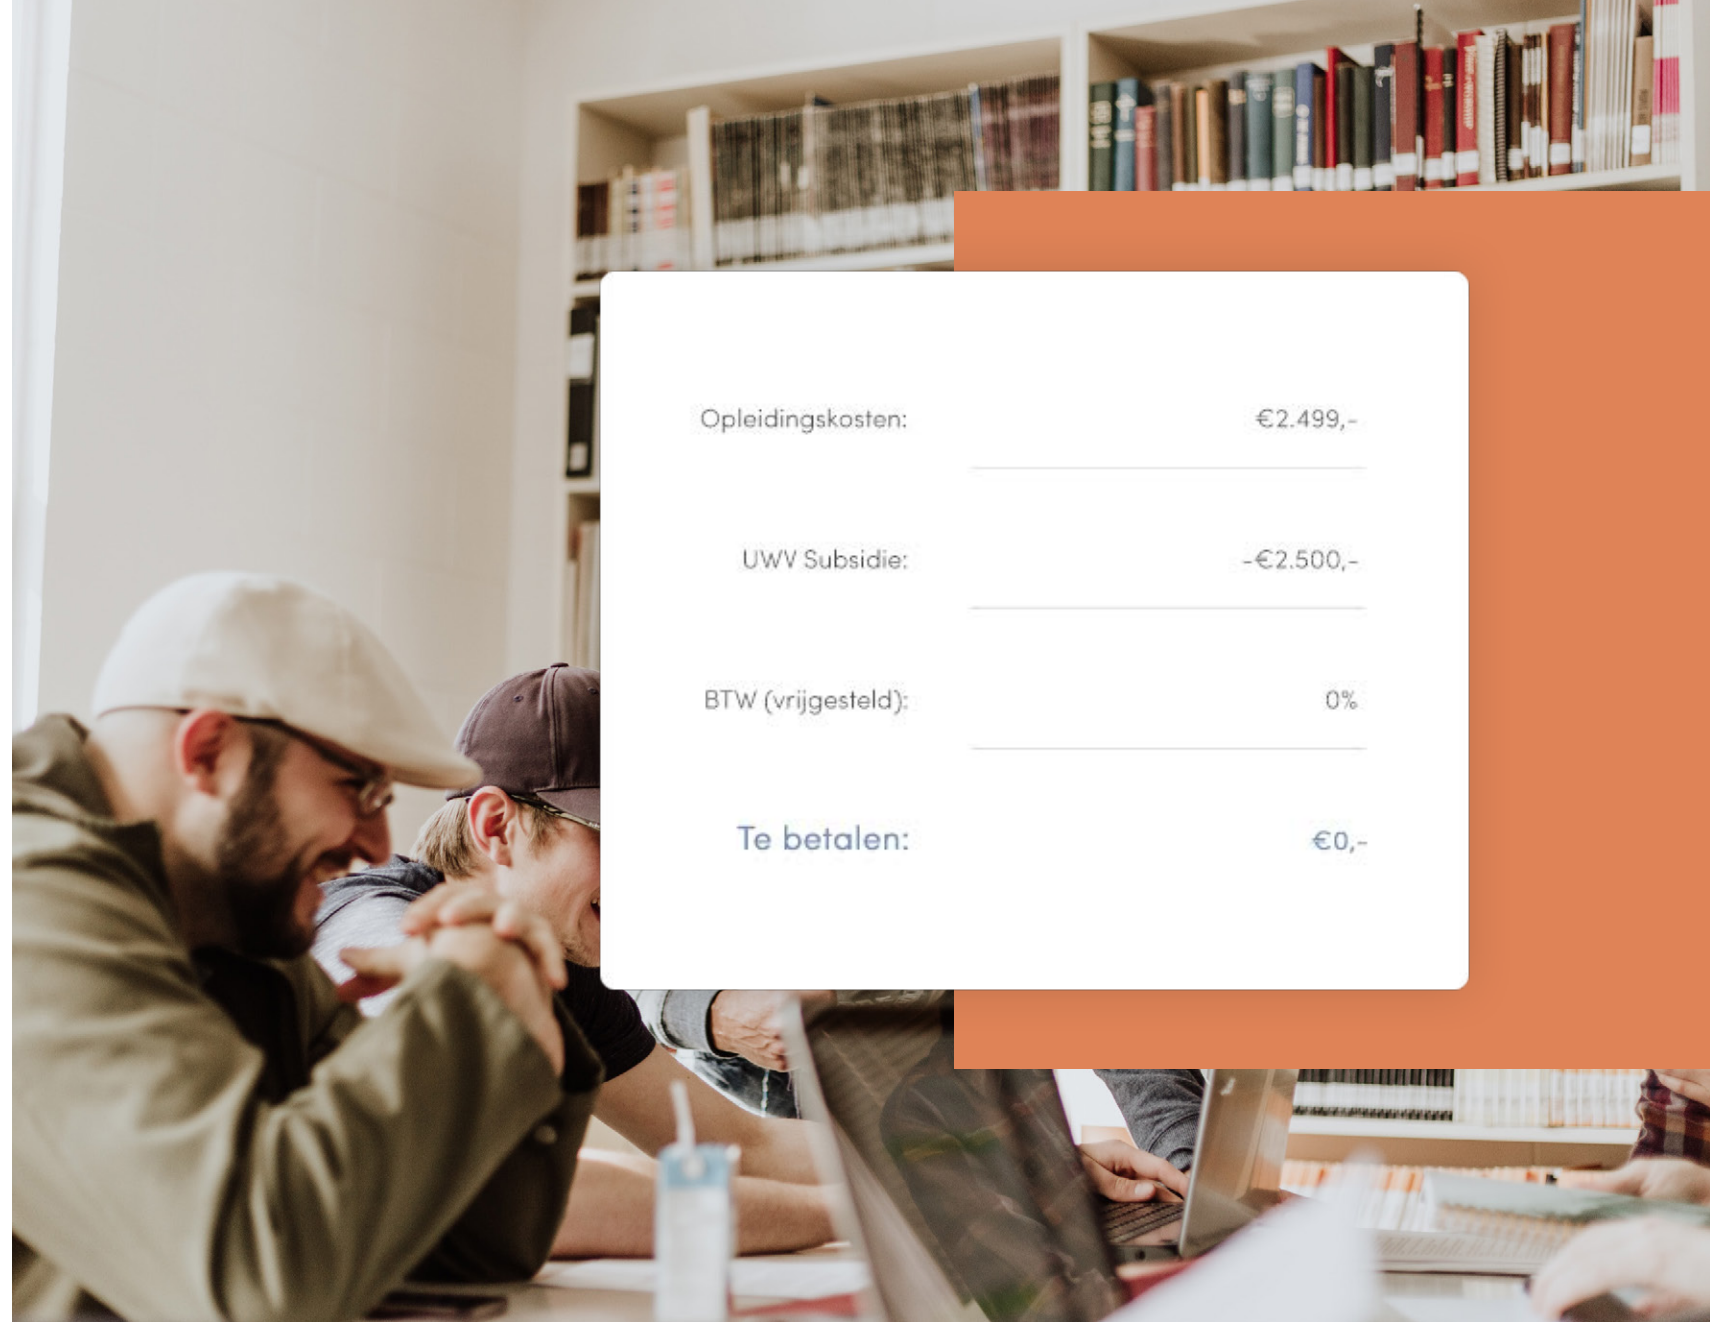 Opleidingskosten: €2.499,-
UWV Subsidie: -€2.500,-
BTW (vrijgesteld): 0%
Te betalen: €0,-